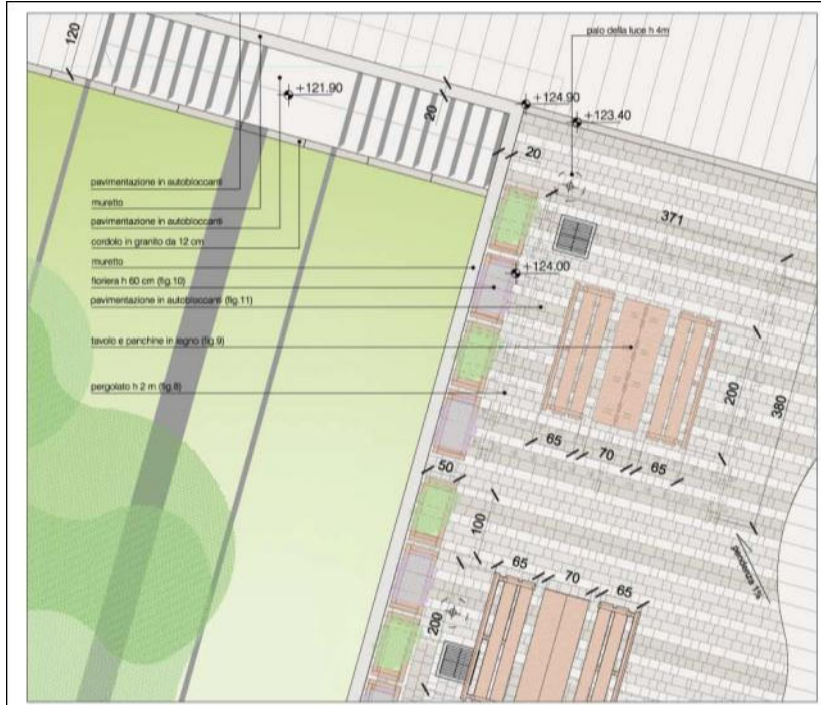 palo della luce h 4m
120
+121.90
20
+124.90
+123.40
20
pavimentazione in autobloccanti
muretto
pavimentazione in autobloccanti
cordolo in granito da 12 cm
muretto
fioriera h 60 cm (fig.10)
pavimentazione in autobloccanti (fig.11)
tavolo e panchine in legno (fig.9)
pergolato h 2 m (fig.8)
371
+124.00
200
380
65
70
65
50
100
pendenza 1%
65
70
65
200